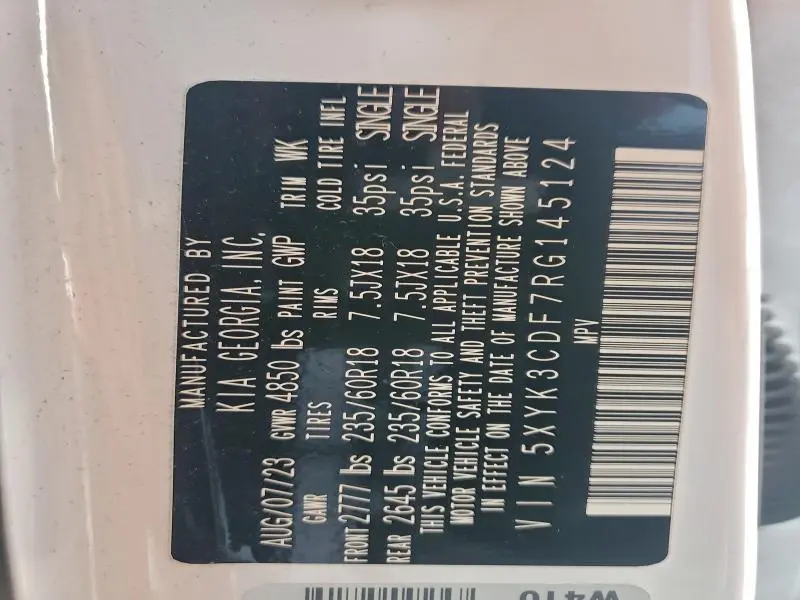 MANUFACTURED BY
KIA GEORGIA, INC.
AUG/07/23 GVWR 4850 lbs PAINT GWP TRIM WK
GAWR TIRES RIMS COLD TIRE INFL
FRONT 2777 lbs 235/60R18 7.5JX18 35psi SINGLE
REAR 2645 lbs 235/60R18 7.5JX18 35psi SINGLE
THIS VEHICLE CONFORMS TO ALL APPLICABLE U.S.A. FEDERAL
MOTOR VEHICLE SAFETY AND THEFT PREVENTION STANDARDS
IN EFFECT ON THE DATE OF MANUFACTURE SHOWN ABOVE
VIN 5XYK3CDF7RG145124
MPV